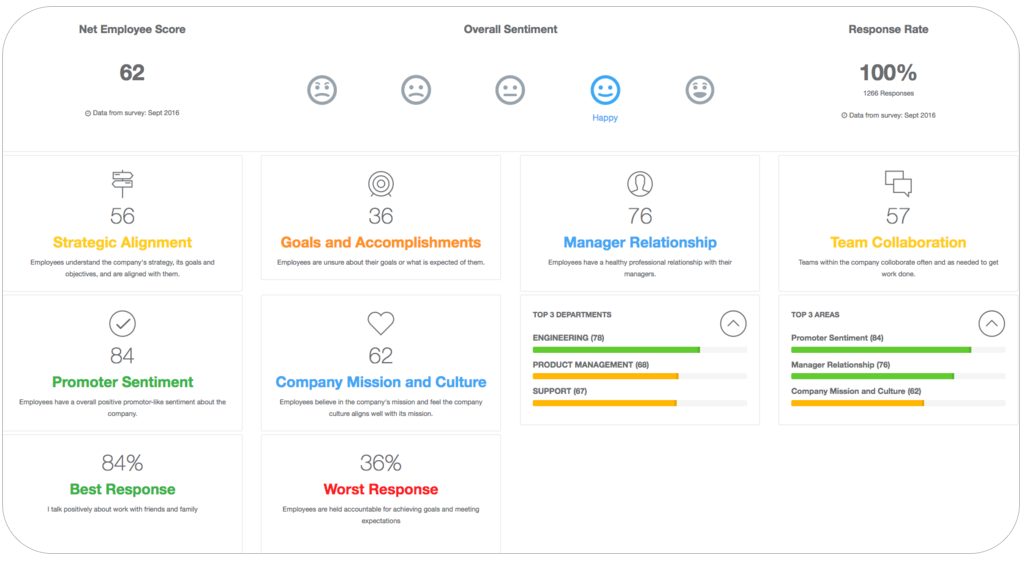 Net Employee Score
Overall Sentiment
Response Rate
62
100%
1266 Responses
Happy
Data from survey: Sept 2016
Data from survey: Sept 2016
56
Strategic Alignment
Employees understand the company's strategy, its goals and
objectives, and are aligned with them.
36
Goals and Accomplishments
Employees are unsure about their goals or what is expected of them.
76
Manager Relationship
Employees have a healthy professional relationship with their
managers.
57
Team Collaboration
Teams within the company collaborate often and as needed to get
work done.
84
Promoter Sentiment
Employees have a overall positive promotor-like sentiment about the
company.
62
Company Mission and Culture
Employees believe in the company's mission and feel the company
culture aligns well with its mission.
TOP 3 DEPARTMENTS
ENGINEERING (78)
PRODUCT MANAGEMENT (68)
SUPPORT (67)
TOP 3 AREAS
Promoter Sentiment (84)
Manager Relationship (76)
Company Mission and Culture (62)
84%
Best Response
I talk positively about work with friends and family
36%
Worst Response
Employees are held accountable for achieving goals and meeting
expectations